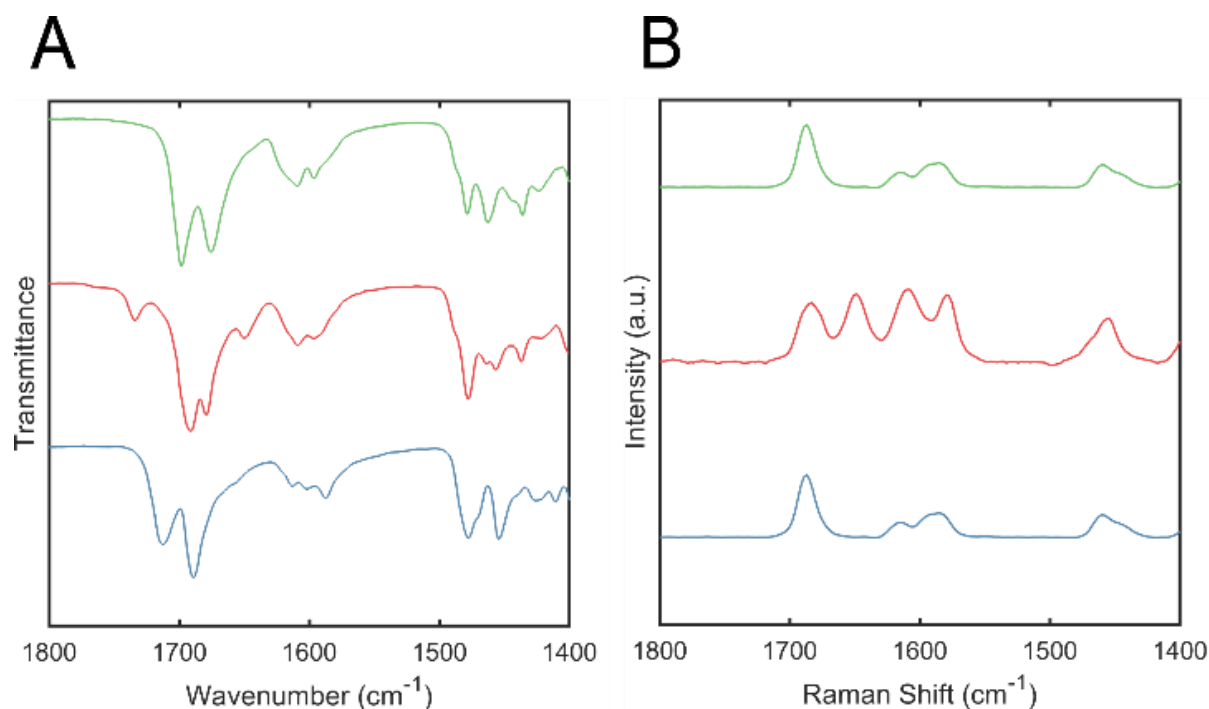 A
B
Transmittance
1800
1700
1600
1500
1400
Wavenumber (cm⁻¹)
Intensity (a.u.)
1800
1700
1600
1500
1400
Raman Shift (cm⁻¹)